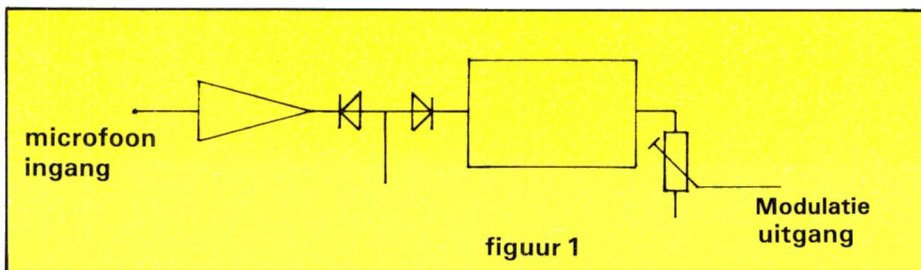 microfoon
ingang
Modulatie
uitgang
figuur 1